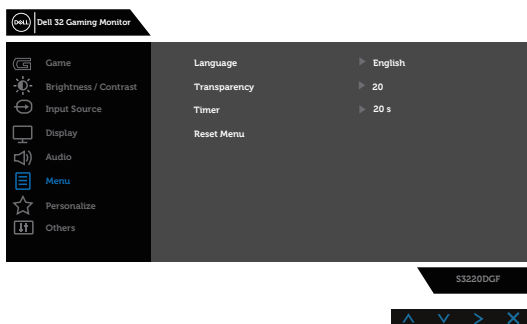 DELL Dell 32 Gaming Monitor
Game
Brightness / Contrast
Input Source
Display
Audio
Menu
Personalize
Others
Language English
Transparency 20
Timer 20 s
Reset Menu
S3220DGF